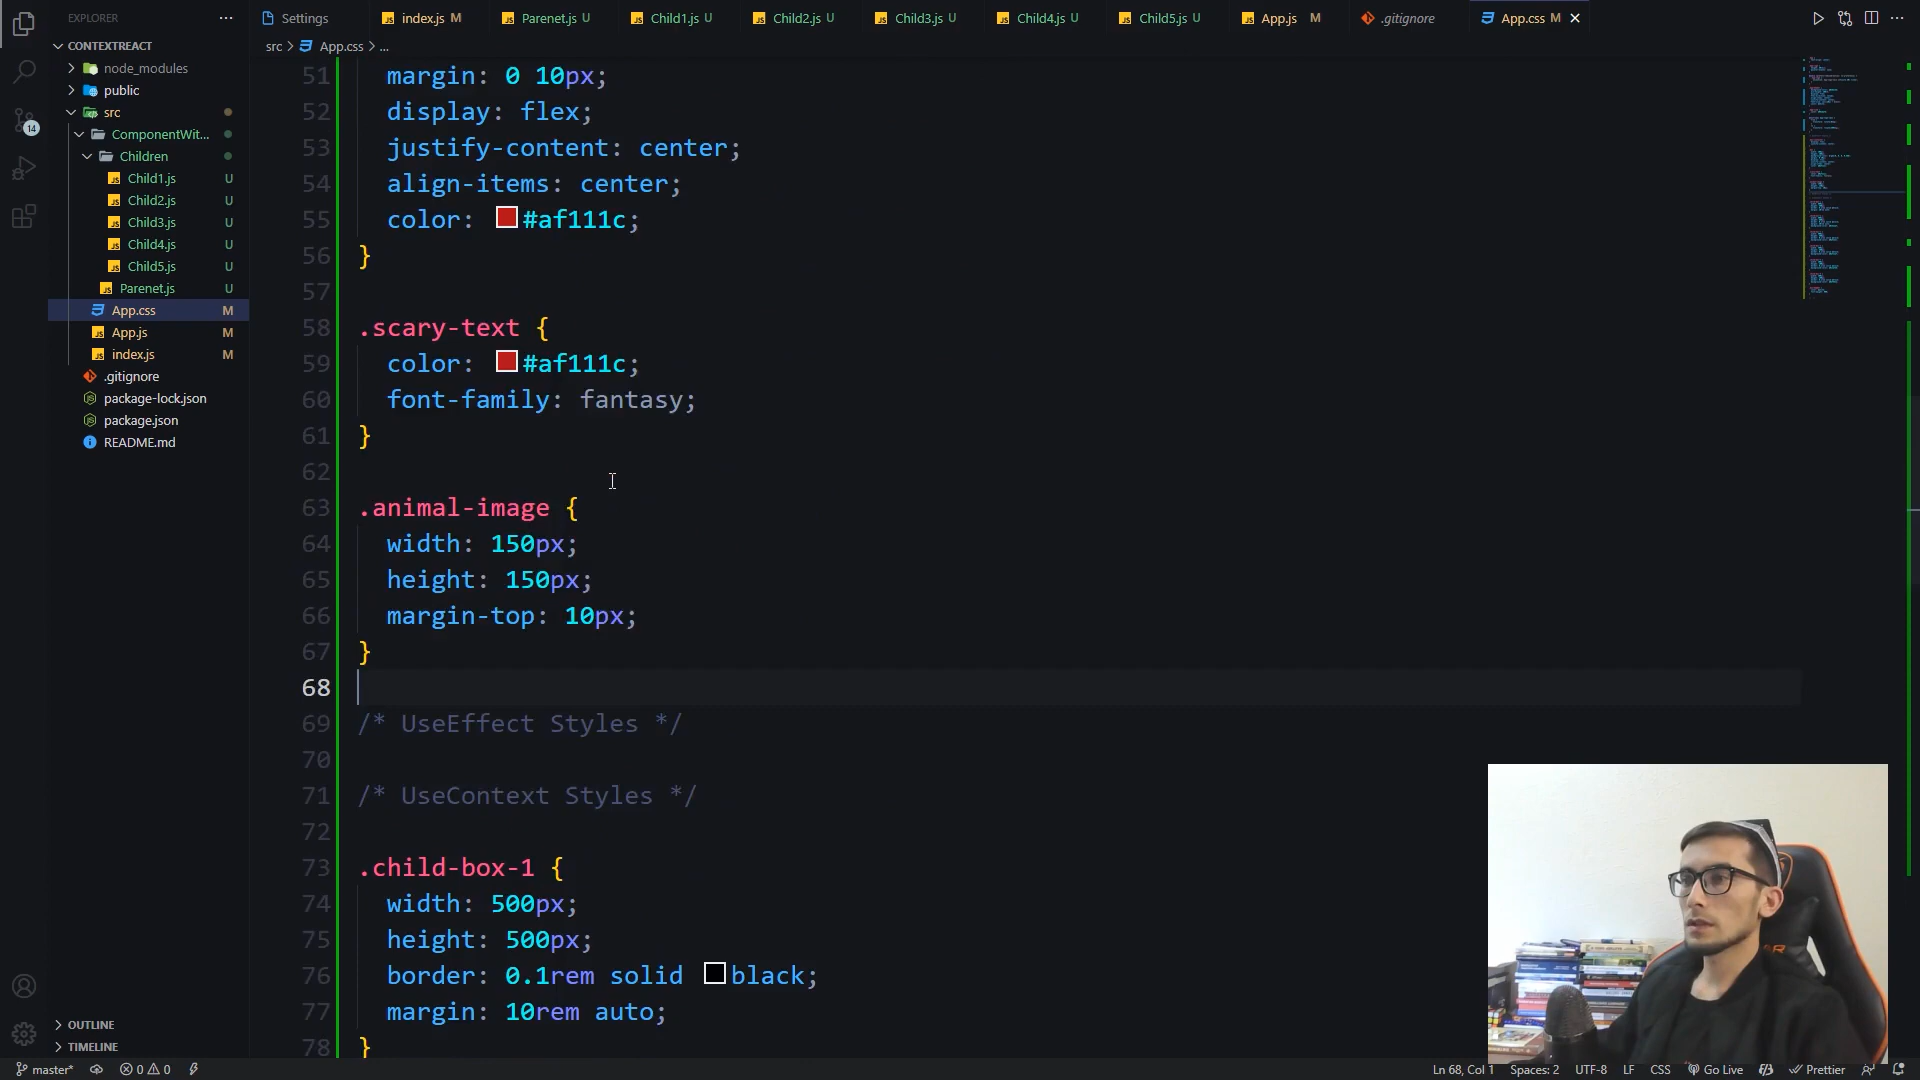 EXPLORER
Settings
index.js M
Parenet.js U
Child1.js U
Child2.js U
Child3.js U
Child4.js U
Child5.js U
App.js M
.gitignore
App.css M
src > App.css > ...
CONTEXTREACT
node_modules
public
src
ComponentWit...
Children
Child1.js U
Child2.js U
Child3.js U
Child4.js U
Child5.js U
Parenet.js U
App.css M
App.js M
index.js M
.gitignore
package-lock.json
package.json
README.md
14
51 margin: 0 10px;
52 display: flex;
53 justify-content: center;
54 align-items: center;
55 color: #af111c;
56 }
57
58 .scary-text {
59 color: #af111c;
60 font-family: fantasy;
61 }
62
63 .animal-image {
64 width: 150px;
65 height: 150px;
66 margin-top: 10px;
67 }
68
69 /* UseEffect Styles */
70
71 /* UseContext Styles */
72
73 .child-box-1 {
74 width: 500px;
75 height: 500px;
76 border: 0.1rem solid black;
77 margin: 10rem auto;
78 }
OUTLINE
TIMELINE
master* 0 0 Ln 68, Col 1 Spaces: 2 UTF-8 LF CSS Go Live Prettier